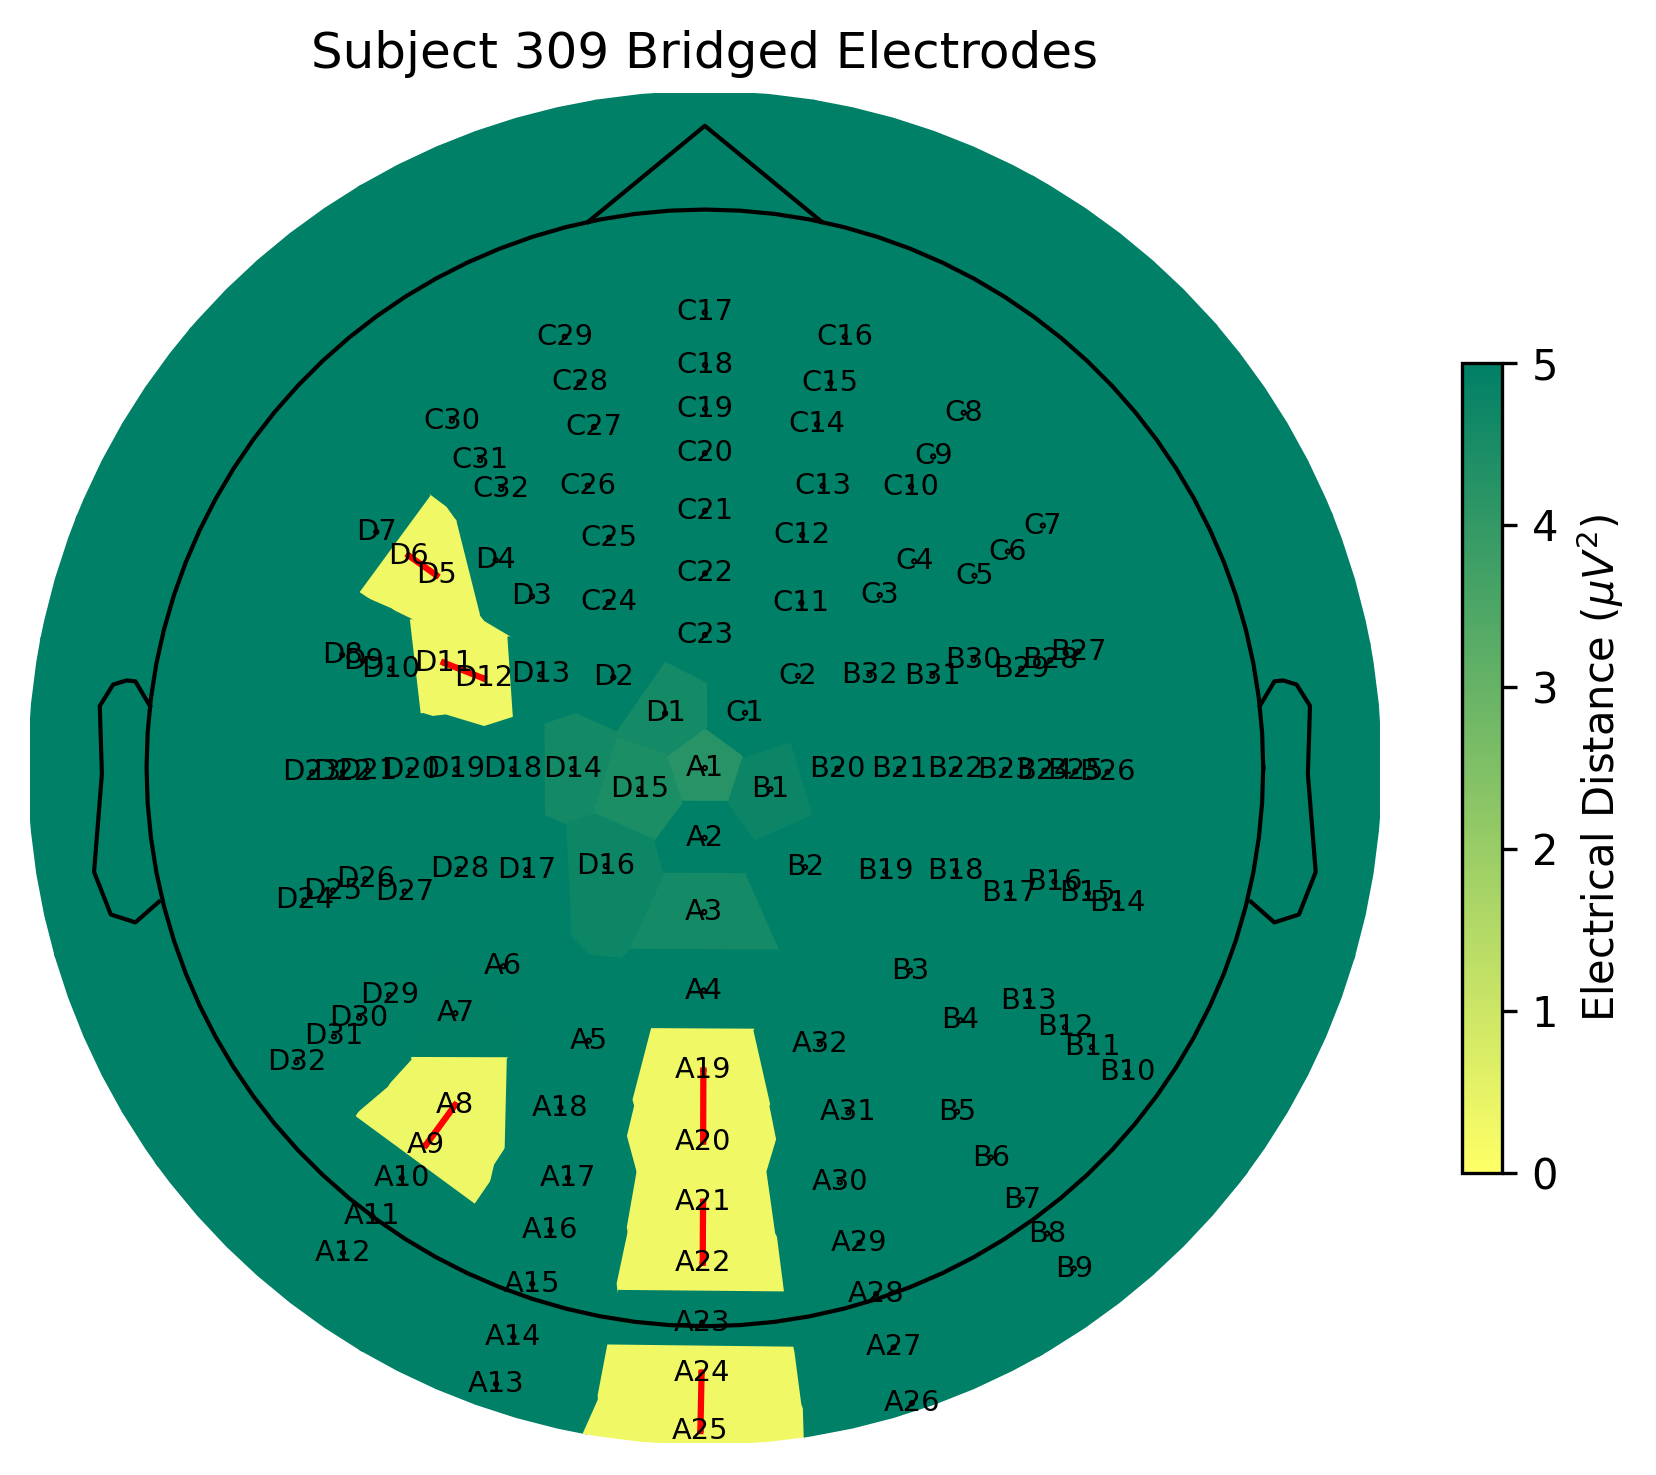 Subject 309 Bridged Electrodes
C17
C29
C16
C18
C28
C15
C19
C8
C30
C27
C14
C20
C9
C31
C32
C26
C13
C10
C21
C7
D7
C25
C12
C6
D6
D4
C4
D5
C22
C5
D3
C24
C11
C3
C23
D8
D9
D10
D11
D12
D13
D2
C2
B32
B31
B30
B29
B28
B27
D1
C1
D23
D22
D21
D20
D19
D18
D14
A1
B20
B21
B22
B23
B24
B25
B26
D15
B1
A2
D24
D25
D26
D27
D28
D17
D16
B2
B19
B18
B17
B16
B15
B14
A3
A6
B3
D29
A4
B13
D30
A7
B4
B12
D31
A5
A32
B11
D32
A19
B10
A8
A18
A31
B5
A9
A20
B6
A10
A17
A30
A21
B7
A11
A16
A29
B8
A12
A22
B9
A15
A28
A23
A14
A27
A24
A13
A26
A25
5
4
3
2
1
0
Electrical Distance (μV²)